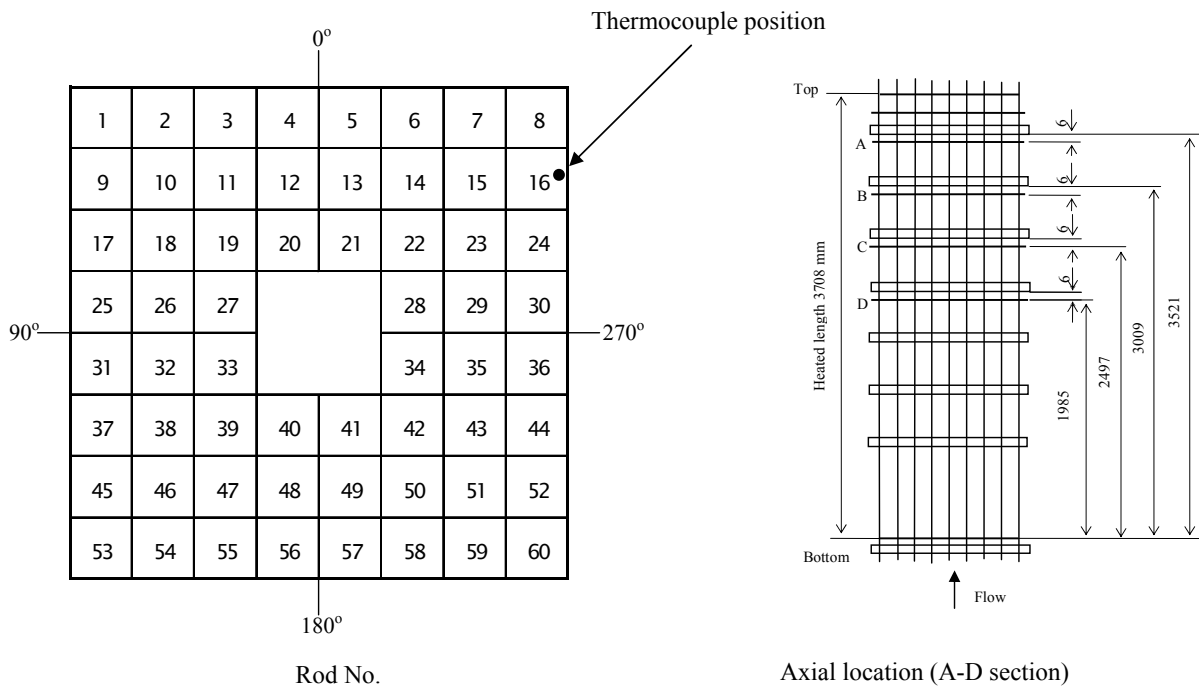 Thermocouple position
0°
1 2 3 4 5 6 7 8
9 10 11 12 13 14 15 16
17 18 19 20 21 22 23 24
25 26 27 28 29 30
90° 270°
31 32 33 34 35 36
37 38 39 40 41 42 43 44
45 46 47 48 49 50 51 52
53 54 55 56 57 58 59 60
180°
Rod No.
Top
A
B
C
D
6
6
6
6
Heated length 3708 mm
1985
2497
3009
3521
Bottom
Flow
Axial location (A-D section)